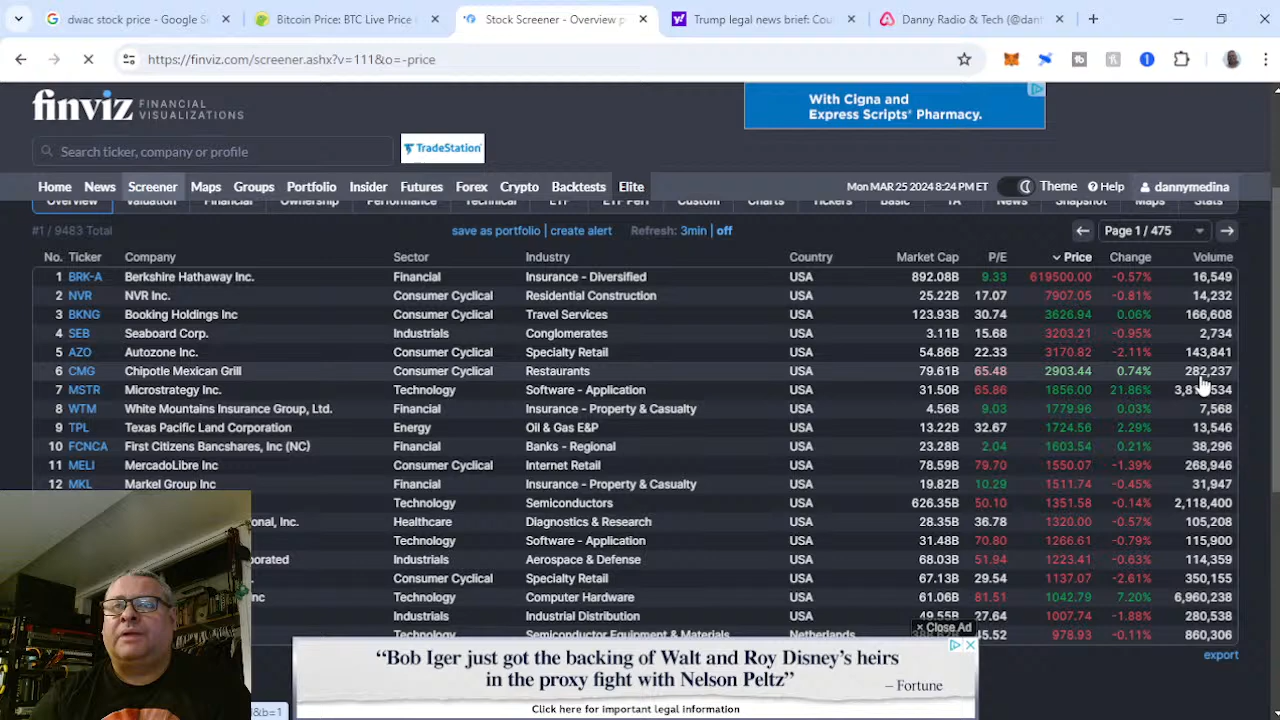 dwac stock price - Google S
Bitcoin Price: BTC Live Price
Stock Screener - Overview p
Trump legal news brief: Cou
Danny Radio & Tech (@dan
https://finviz.com/screener.ashx?v=111&o=-price
finviz FINANCIAL VISUALIZATIONS
With Cigna and
Express Scripts® Pharmacy.
Search ticker, company or profile
TradeStation
Home News Screener Maps Groups Portfolio Insider Futures Forex Crypto Backtests Elite Mon MAR 25 2024 8:24 PM ET Theme Help dannymedina
Overview Valuation Financial Ownership Performance Technical ETF ETF Perf Custom Charts Tickers Basic TA News Snapshot Maps Stats
#1 / 9483 Total save as portfolio | create alert Refresh: 3min | off Page 1 / 475
No. Ticker Company Sector Industry Country Market Cap P/E Price Change Volume
1 BRK-A Berkshire Hathaway Inc. Financial Insurance - Diversified USA 892.08B 9.33 619500.00 -0.57% 16,549
2 NVR NVR Inc. Consumer Cyclical Residential Construction USA 25.22B 17.07 7907.05 -0.81% 14,232
3 BKNG Booking Holdings Inc Consumer Cyclical Travel Services USA 123.93B 30.74 3626.94 0.06% 166,608
4 SEB Seaboard Corp. Industrials Conglomerates USA 3.11B 15.68 3203.21 -0.95% 2,734
5 AZO Autozone Inc. Consumer Cyclical Specialty Retail USA 54.86B 22.33 3170.82 -2.11% 143,841
6 CMG Chipotle Mexican Grill Consumer Cyclical Restaurants USA 79.61B 65.48 2903.44 0.74% 282,237
7 MSTR Microstrategy Inc. Technology Software - Application USA 31.50B 65.86 1856.00 21.86%
8 WTM White Mountains Insurance Group, Ltd. Financial Insurance - Property & Casualty USA 4.56B 9.03 1779.96 0.03% 7,568
9 TPL Texas Pacific Land Corporation Energy Oil & Gas E&P USA 13.22B 32.67 1724.56 2.29% 13,546
10 FCNCA First Citizens Bancshares, Inc (NC) Financial Banks - Regional USA 23.28B 2.04 1603.54 0.21% 38,296
11 MELI MercadoLibre Inc Consumer Cyclical Internet Retail USA 78.59B 79.70 1550.07 -1.39% 268,946
12 MKL Markel Group Inc Financial Insurance - Property & Casualty USA 19.82B 10.29 1511.74 -0.45% 31,947
Technology Semiconductors USA 626.35B 50.10 1351.58 -0.14% 2,118,400
onal, Inc. Healthcare Diagnostics & Research USA 28.35B 36.78 1320.00 -0.57% 105,208
Technology Software - Application USA 31.48B 70.80 1266.61 -0.79% 115,900
orated Industrials Aerospace & Defense USA 68.03B 51.94 1223.41 -0.63% 114,359
Consumer Cyclical Specialty Retail USA 67.13B 29.54 1137.07 -2.61% 350,155
nc Technology Computer Hardware USA 61.06B 81.51 1042.79 7.20% 6,960,238
Industrials Industrial Distribution USA 49.55B 27.64 1007.74 -1.88% 280,538
Technology Semiconductor Equipment & Materials Netherlands 45.52 978.93 -0.11% 860,306
× Close Ad
export
“Bob Iger just got the backing of Walt and Roy Disney’s heirs
in the proxy fight with Nelson Peltz”
– Fortune
Click here for important legal information
&b=1